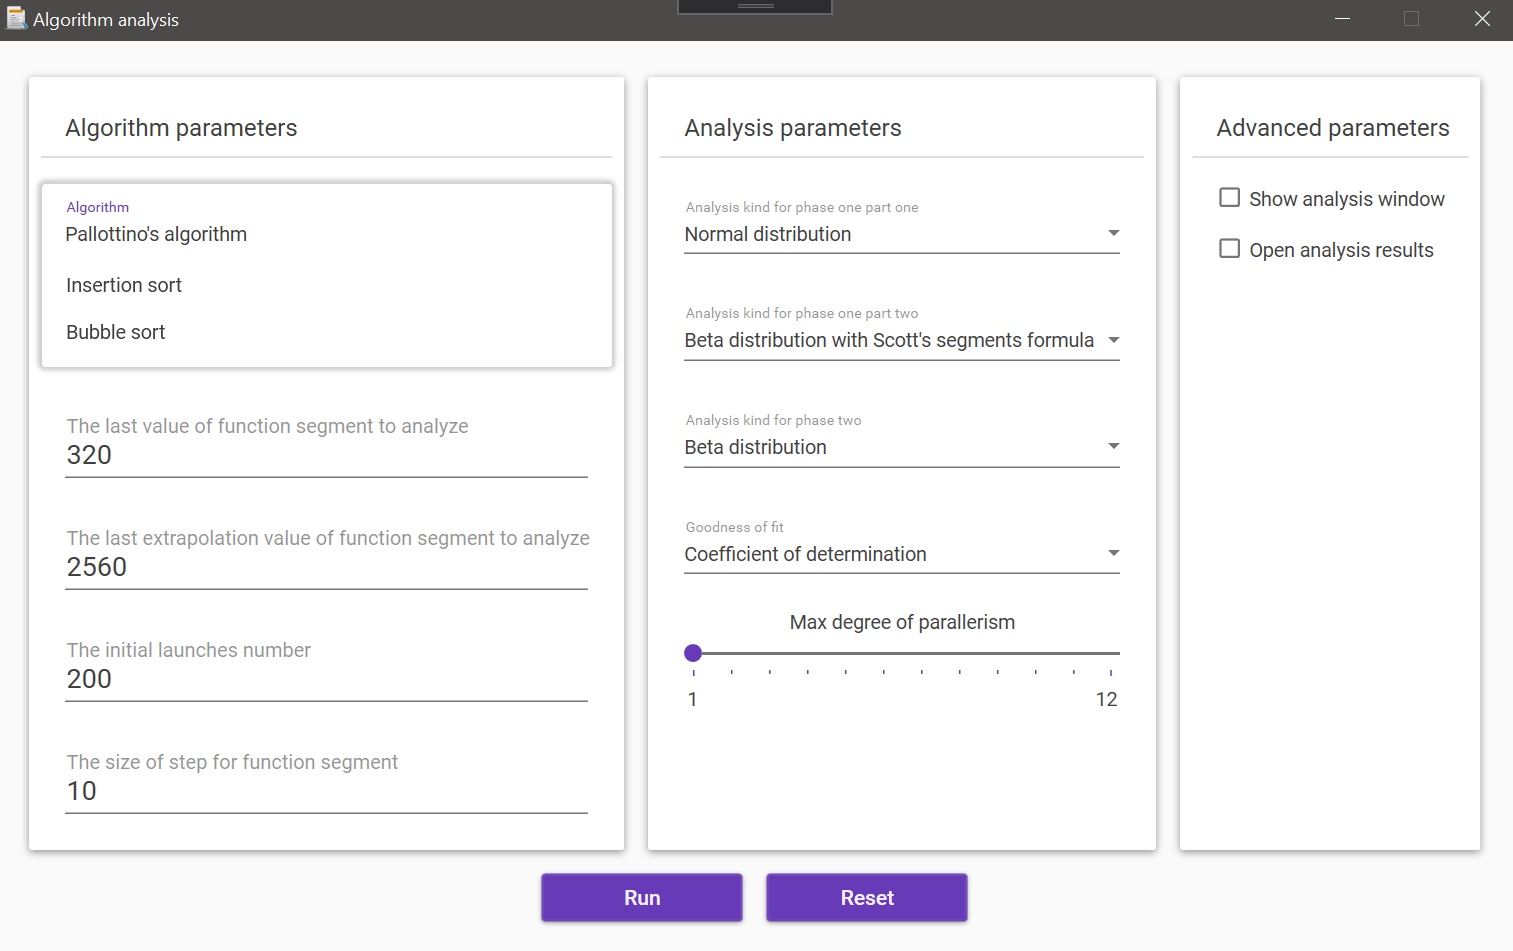 Algorithm analysis
Algorithm parameters
Algorithm
Pallottino's algorithm
Insertion sort
Bubble sort
The last value of function segment to analyze
320
The last extrapolation value of function segment to analyze
2560
The initial launches number
200
The size of step for function segment
10
Analysis parameters
Analysis kind for phase one part one
Normal distribution
Analysis kind for phase one part two
Beta distribution with Scott's segments formula
Analysis kind for phase two
Beta distribution
Goodness of fit
Coefficient of determination
Max degree of parallerism
1 12
Advanced parameters
Show analysis window
Open analysis results
Run Reset